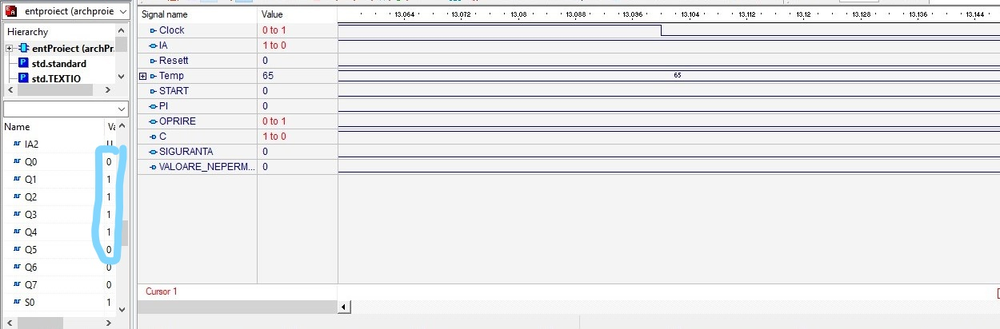 entproiect (archproie
Hierarchy
entProiect (archPr.
std.standard
std.TEXTIO
Name Va
IA2 U
Q0 0
Q1 1
Q2 1
Q3 1
Q4 1
Q5 0
Q6 0
Q7 0
S0 1
Signal name Value 13.064 13.072 13.08 13.088 13.096 13.104 13.112 13.12 13.128 13.136 13.144
Clock 0 to 1
IA 1 to 0
Resett 0
Temp 65 65
START 0
PI 0
OPRIRE 0 to 1
C 1 to 0
SIGURANTA 0
VALOARE_NEPERM... 0
Cursor 1